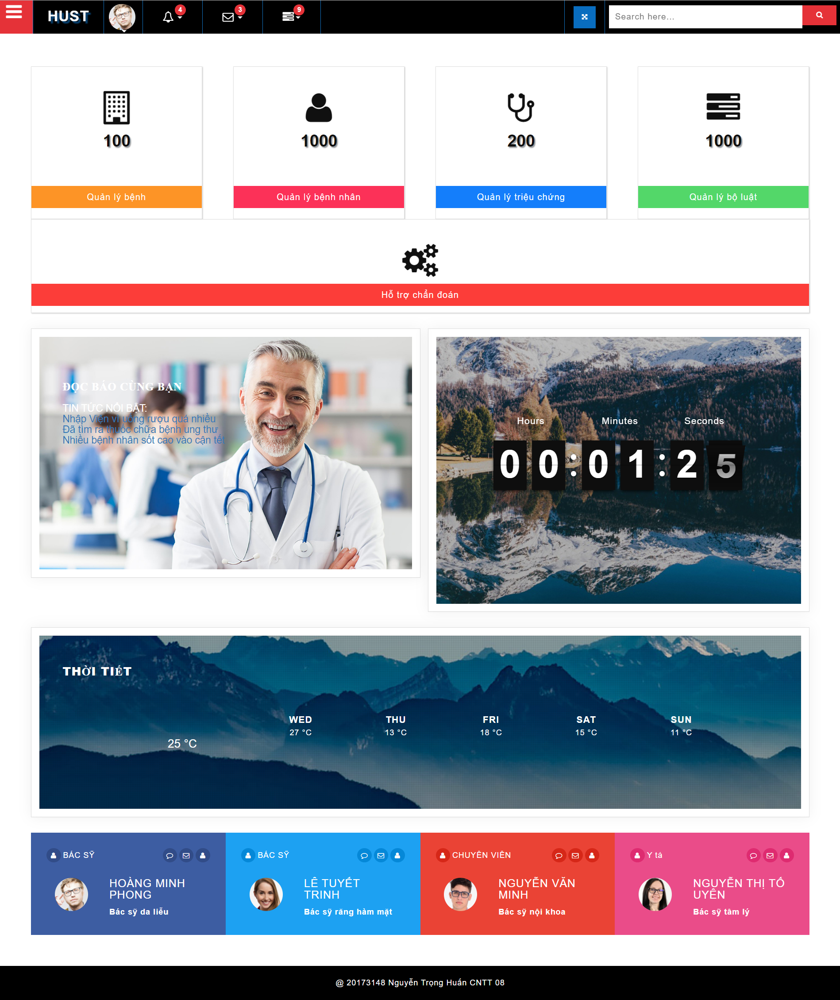 HUST
4
3
9
Search here...
100
Quản lý bệnh
1000
Quản lý bệnh nhân
200
Quản lý triệu chứng
1000
Quản lý bộ luật
Hỗ trợ chẩn đoán
ĐỌC BÁO CÙNG BẠN
TIN TỨC NỔI BẬT:
Nhập Viện vì uống rượu quá nhiều
Đã tìm ra thuốc chữa bệnh ung thư
Nhiều bệnh nhân sốt cao vào cận tết
Hours Minutes Seconds
00:01:25
THỜI TIẾT
WED THU FRI SAT SUN
27 °C 13 °C 18 °C 15 °C 11 °C
25 °C
BÁC SỸ
HOÀNG MINH
PHONG
Bác sỹ da liễu
BÁC SỸ
LÊ TUYẾT
TRINH
Bác sỹ răng hàm mặt
CHUYÊN VIÊN
NGUYỄN VĂN
MINH
Bác sỹ nội khoa
Y tá
NGUYỄN THỊ TỐ
UYÊN
Bác sỹ tâm lý
@ 20173148 Nguyễn Trọng Huấn CNTT 08